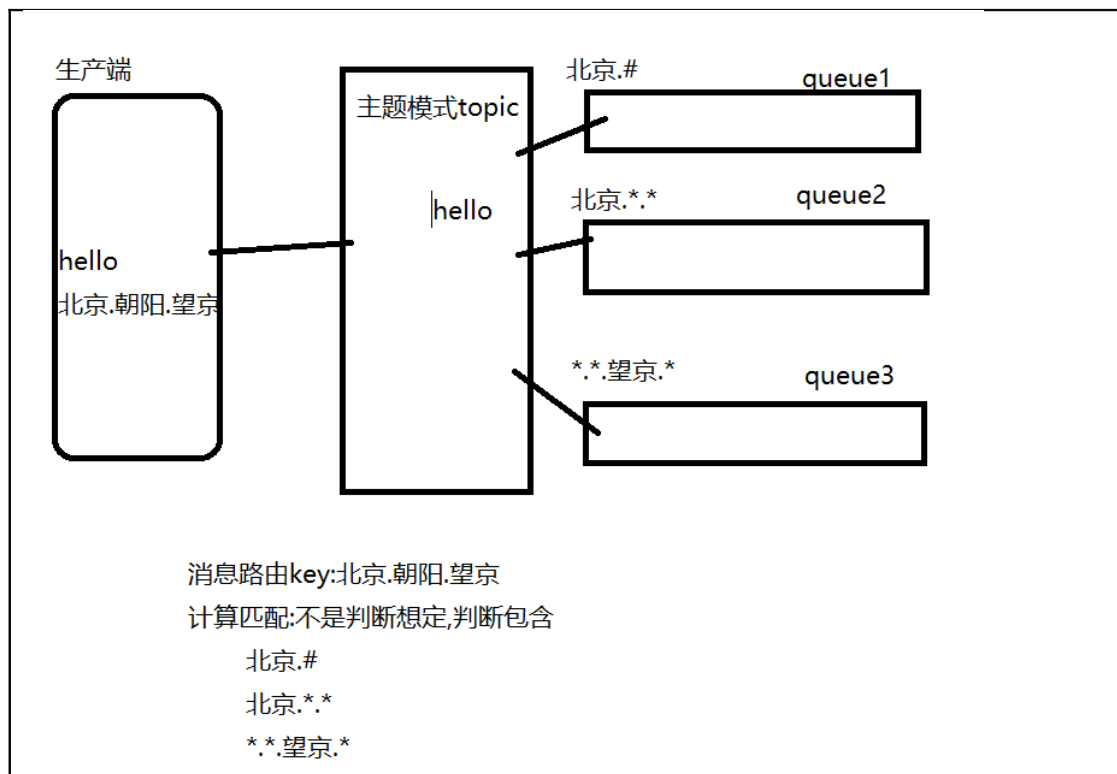 生产端
主题模式topic
hello
hello
北京.朝阳.望京
北京.#
queue1
北京.*.*
queue2
*.*.望京.*
queue3
消息路由key:北京.朝阳.望京
计算匹配:不是判断想定,判断包含
北京.#
北京.*.*
*.*.望京.*